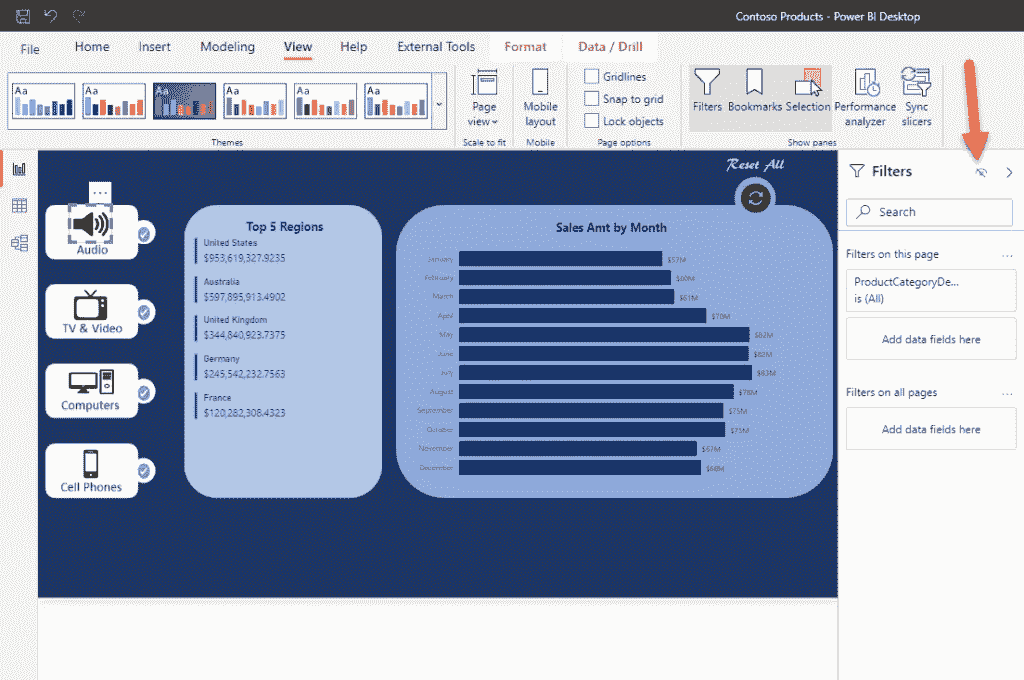 Contoso Products - Power BI Desktop
File Home Insert Modeling View Help External Tools Format Data / Drill
Aa Aa Aa Aa Aa Aa
Page view
Mobile layout
Gridlines
Snap to grid
Lock objects
Filters Bookmarks Selection Performance analyzer Sync slicers
Themes Scale to fit Mobile Page options Show panes
Reset All
Audio
TV & Video
Computers
Cell Phones
Top 5 Regions
United States
$953,619,327.9235
Australia
$597,895,913.4902
United Kingdom
$344,840,923.7375
Germany
$245,542,232.7563
France
$120,282,308.4323
Sales Amt by Month
January $57M
February $60M
March $61M
April $70M
May $82M
June $82M
July $83M
August $78M
September $75M
October $75M
November $67M
December $68M
Filters
Search
Filters on this page ...
ProductCategoryDe...
is (All)
Add data fields here
Filters on all pages ...
Add data fields here